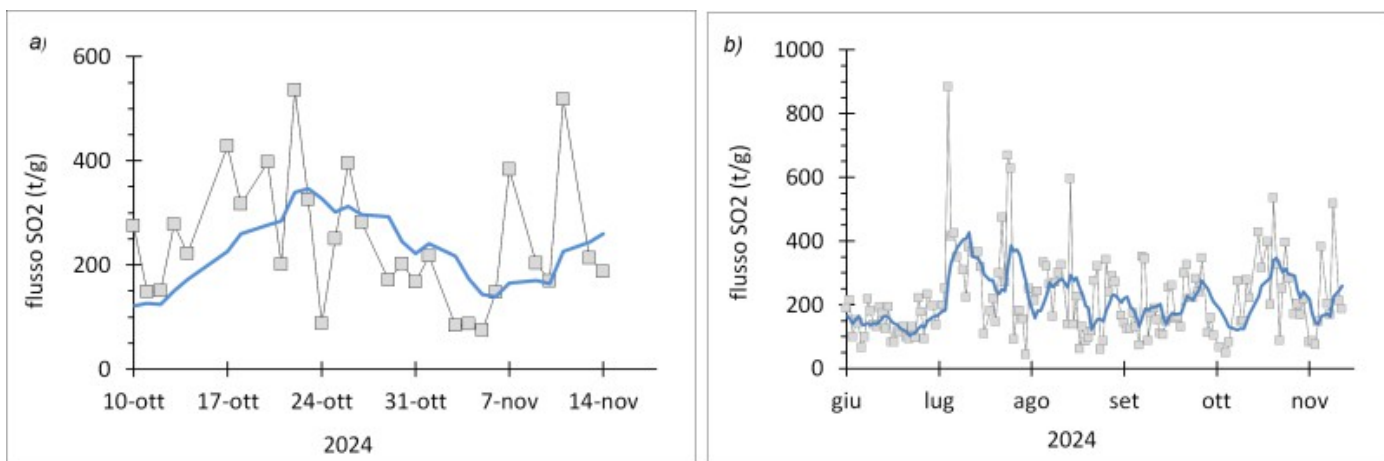 a)
600
400
200
0
flusso SO2 (t/g)
10-ott 17-ott 24-ott 31-ott 7-nov 14-nov
2024
b)
1000
800
600
400
200
0
flusso SO2 (t/g)
giu lug ago set ott nov
2024